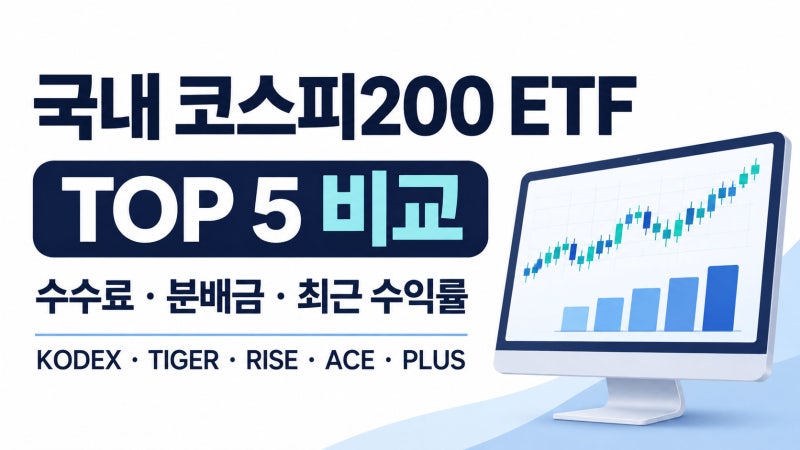 국내 코스피200 ETF
TOP 5 비교
수수료 · 분배금 · 최근 수익률
KODEX · TIGER · RISE · ACE · PLUS